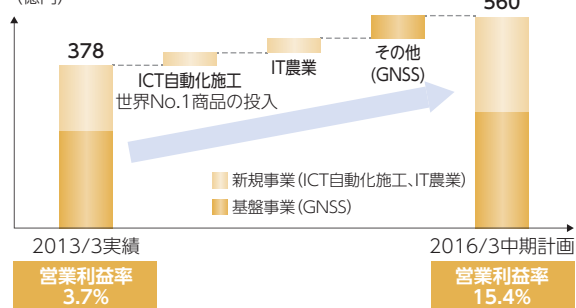 (億円)
560
378
ICT自動化施工
世界No.1商品の投入
IT農業
その他
(GNSS)
新規事業(ICT自動化施工、IT農業)
基盤事業(GNSS)
2013/3実績
2016/3中期計画
営業利益率
3.7%
営業利益率
15.4%